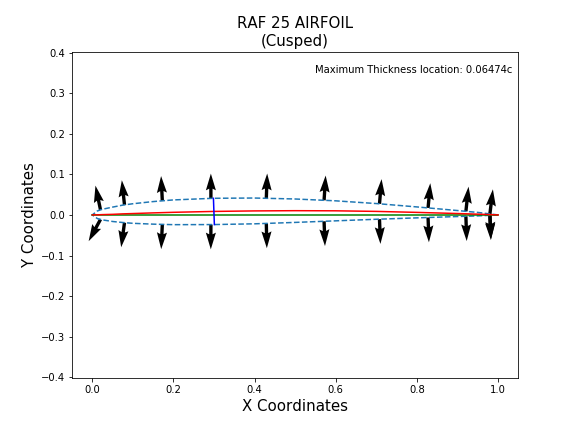 RAF 25 AIRFOIL
(Cusped)
Maximum Thickness location: 0.06474c
Y Coordinates
0.4
0.3
0.2
0.1
0.0
−0.1
−0.2
−0.3
−0.4
0.0 0.2 0.4 0.6 0.8 1.0
X Coordinates